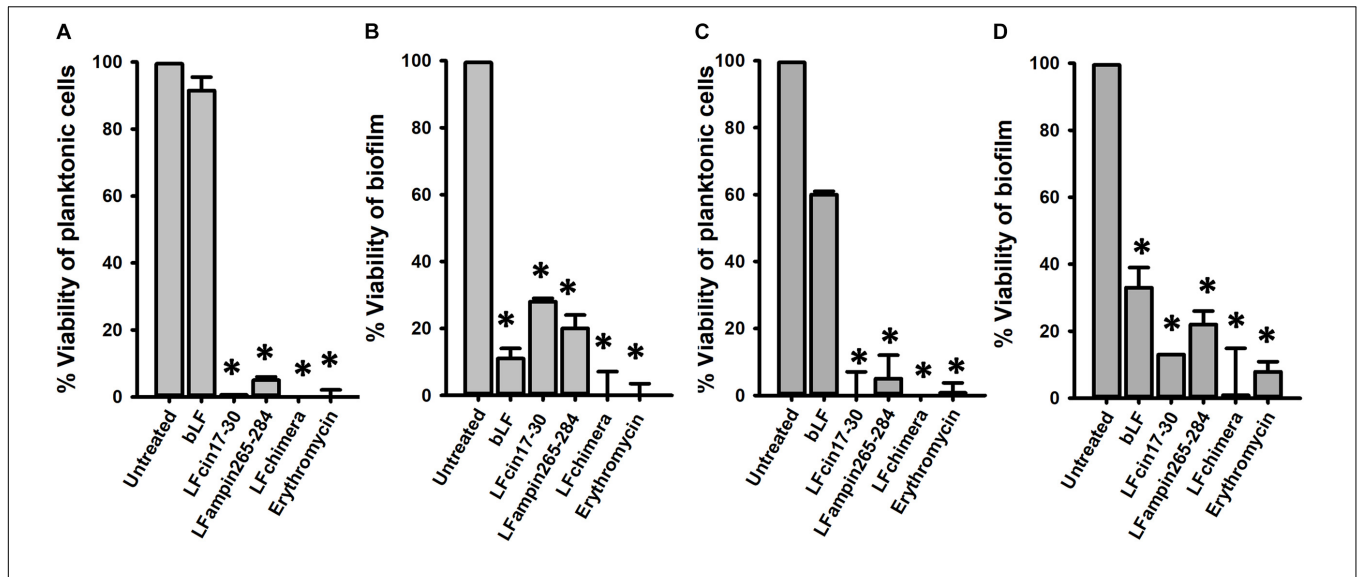 A
% Viability of planktonic cells
100
80
60
40
20
0
*
*
*
*
Untreated
bLF
LFcin17-30
LFampin265-284
LFchimera
Erythromycin
B
% Viability of biofilm
100
80
60
40
20
0
*
*
*
*
*
Untreated
bLF
LFcin17-30
LFampin265-284
LFchimera
Erythromycin
C
% Viability of planktonic cells
100
80
60
40
20
0
*
*
*
*
Untreated
bLF
LFcin17-30
LFampin265-284
LFchimera
Erythromycin
D
% Viability of biofilm
100
80
60
40
20
0
*
*
*
*
*
Untreated
bLF
LFcin17-30
LFampin265-284
LFchimera
Erythromycin